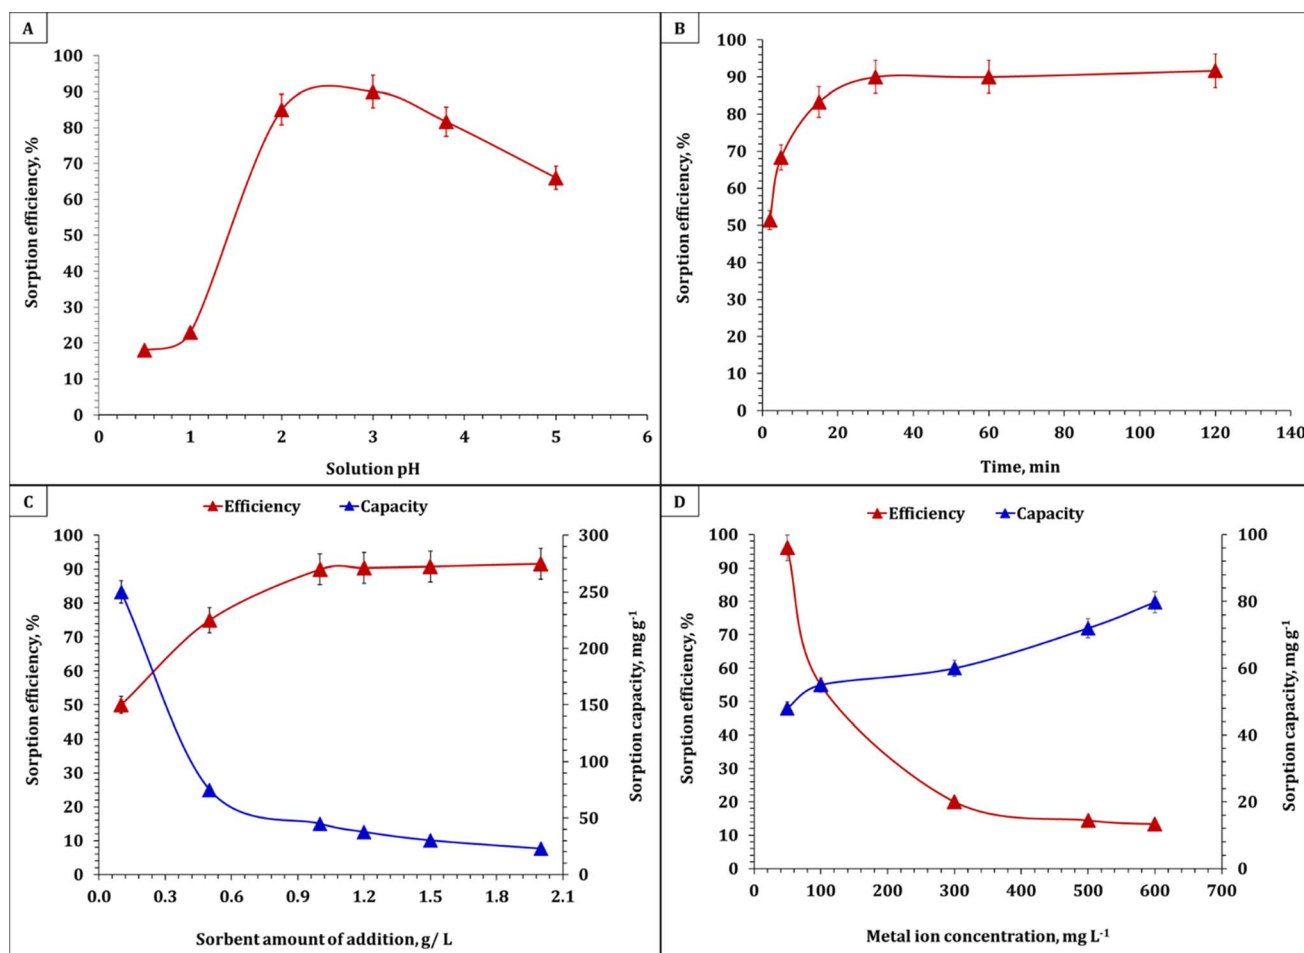 A
100
90
80
70
60
50
40
30
20
10
0
0 1 2 3 4 5 6
Sorption efficiency, %
Solution pH
B
100
90
80
70
60
50
40
30
20
10
0
0 20 40 60 80 100 120 140
Sorption efficiency, %
Time, min
C
Efficiency Capacity
100
90
80
70
60
50
40
30
20
10
0
300
250
200
150
100
50
0
0.0 0.3 0.6 0.9 1.2 1.5 1.8 2.1
Sorption efficiency, %
Sorption capacity, mg g-1
Sorbent amount of addition, g/ L
D
Efficiency Capacity
100
90
80
70
60
50
40
30
20
10
0
100
80
60
40
20
0
0 100 200 300 400 500 600 700
Sorption efficiency, %
Sorption capacity, mg g-1
Metal ion concentration, mg L-1